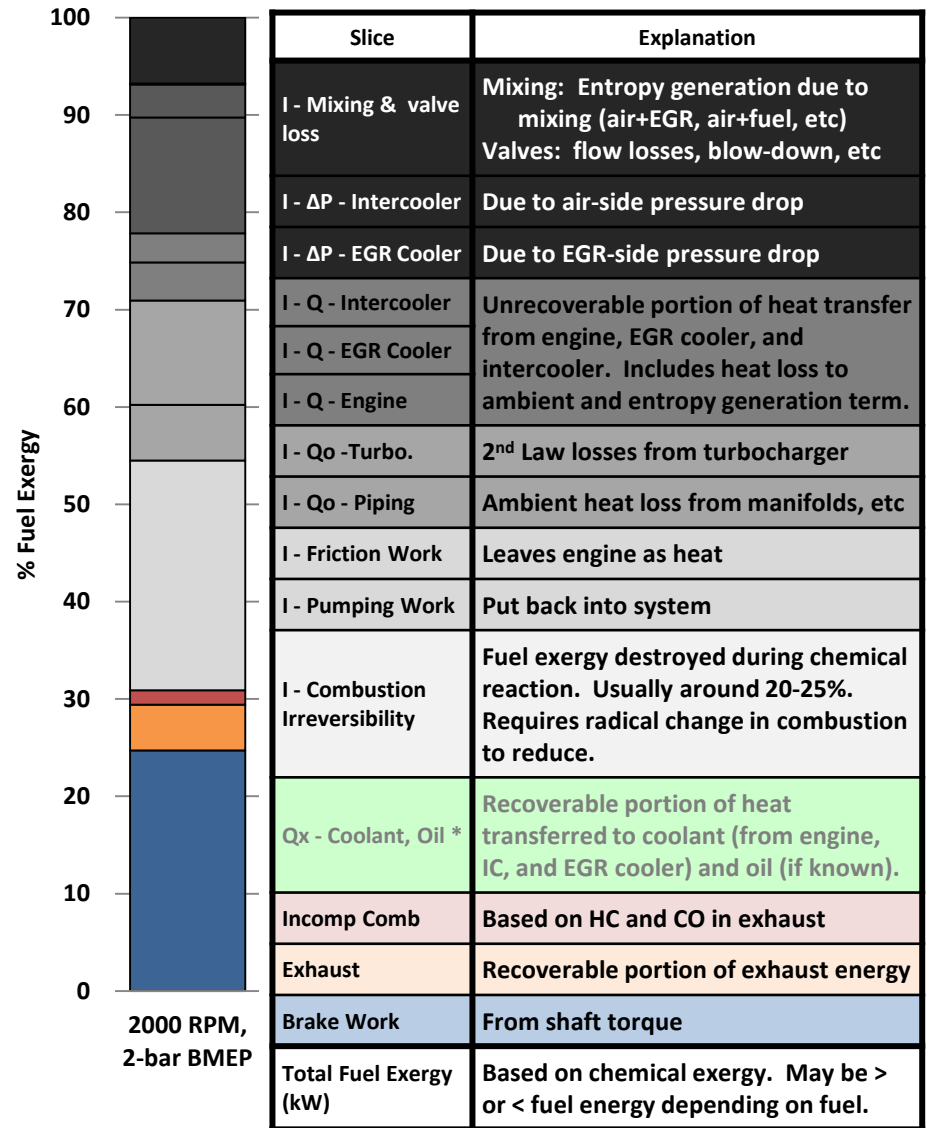 % Fuel Exergy
100
90
80
70
60
50
40
30
20
10
0
2000 RPM,
2-bar BMEP
Slice
Explanation
I - Mixing & valve
loss
Mixing: Entropy generation due to
mixing (air+EGR, air+fuel, etc)
Valves: flow losses, blow-down, etc
I - ΔP - Intercooler
Due to air-side pressure drop
I - ΔP - EGR Cooler
Due to EGR-side pressure drop
I - Q - Intercooler
I - Q - EGR Cooler
I - Q - Engine
Unrecoverable portion of heat transfer
from engine, EGR cooler, and
intercooler. Includes heat loss to
ambient and entropy generation term.
I - Qo -Turbo.
2nd Law losses from turbocharger
I - Qo - Piping
Ambient heat loss from manifolds, etc
I - Friction Work
Leaves engine as heat
I - Pumping Work
Put back into system
I - Combustion
Irreversibility
Fuel exergy destroyed during chemical
reaction. Usually around 20-25%.
Requires radical change in combustion
to reduce.
Qx - Coolant, Oil *
Recoverable portion of heat
transferred to coolant (from engine,
IC, and EGR cooler) and oil (if known).
Incomp Comb
Based on HC and CO in exhaust
Exhaust
Recoverable portion of exhaust energy
Brake Work
From shaft torque
Total Fuel Exergy
(kW)
Based on chemical exergy. May be >
or < fuel energy depending on fuel.